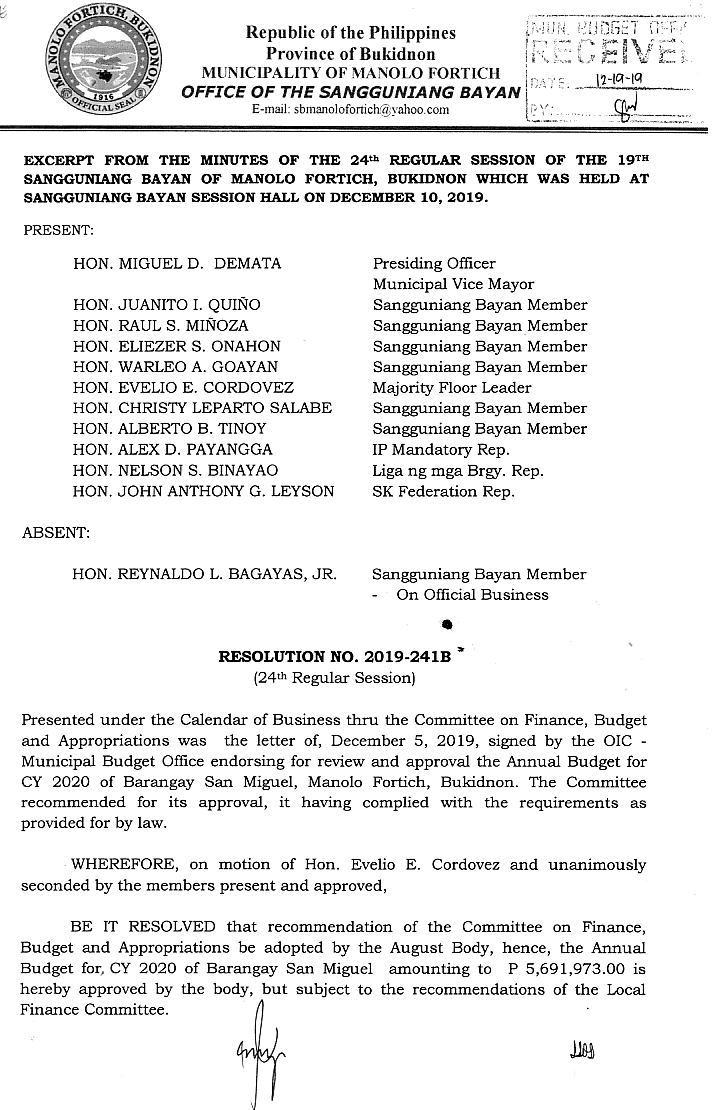 MANOLO FORTICH, BUKIDNON
1916
OFFICIAL SEAL
Republic of the Philippines
Province of Bukidnon
MUNICIPALITY OF MANOLO FORTICH
OFFICE OF THE SANGGUNIANG BAYAN
E-mail: sbmanolofortich@yahoo.com
MUN. BUDGET OFF
RECEIVE
DATE: 12-19-19
BY:
EXCERPT FROM THE MINUTES OF THE 24th REGULAR SESSION OF THE 19TH
SANGGUNIANG BAYAN OF MANOLO FORTICH, BUKIDNON WHICH WAS HELD AT
SANGGUNIANG BAYAN SESSION HALL ON DECEMBER 10, 2019.
PRESENT:
HON. MIGUEL D. DEMATA Presiding Officer
Municipal Vice Mayor
HON. JUANITO I. QUIÑO Sangguniang Bayan Member
HON. RAUL S. MIÑOZA Sangguniang Bayan Member
HON. ELIEZER S. ONAHON Sangguniang Bayan Member
HON. WARLEO A. GOAYAN Sangguniang Bayan Member
HON. EVELIO E. CORDOVEZ Majority Floor Leader
HON. CHRISTY LEPARTO SALABE Sangguniang Bayan Member
HON. ALBERTO B. TINOY Sangguniang Bayan Member
HON. ALEX D. PAYANGGA IP Mandatory Rep.
HON. NELSON S. BINAYAO Liga ng mga Brgy. Rep.
HON. JOHN ANTHONY G. LEYSON SK Federation Rep.
ABSENT:
HON. REYNALDO L. BAGAYAS, JR. Sangguniang Bayan Member
- On Official Business
RESOLUTION NO. 2019-241B
(24th Regular Session)
Presented under the Calendar of Business thru the Committee on Finance, Budget
and Appropriations was the letter of, December 5, 2019, signed by the OIC -
Municipal Budget Office endorsing for review and approval the Annual Budget for
CY 2020 of Barangay San Miguel, Manolo Fortich, Bukidnon. The Committee
recommended for its approval, it having complied with the requirements as
provided for by law.
WHEREFORE, on motion of Hon. Evelio E. Cordovez and unanimously
seconded by the members present and approved,
BE IT RESOLVED that recommendation of the Committee on Finance,
Budget and Appropriations be adopted by the August Body, hence, the Annual
Budget for, CY 2020 of Barangay San Miguel amounting to P 5,691,973.00 is
hereby approved by the body, but subject to the recommendations of the Local
Finance Committee.